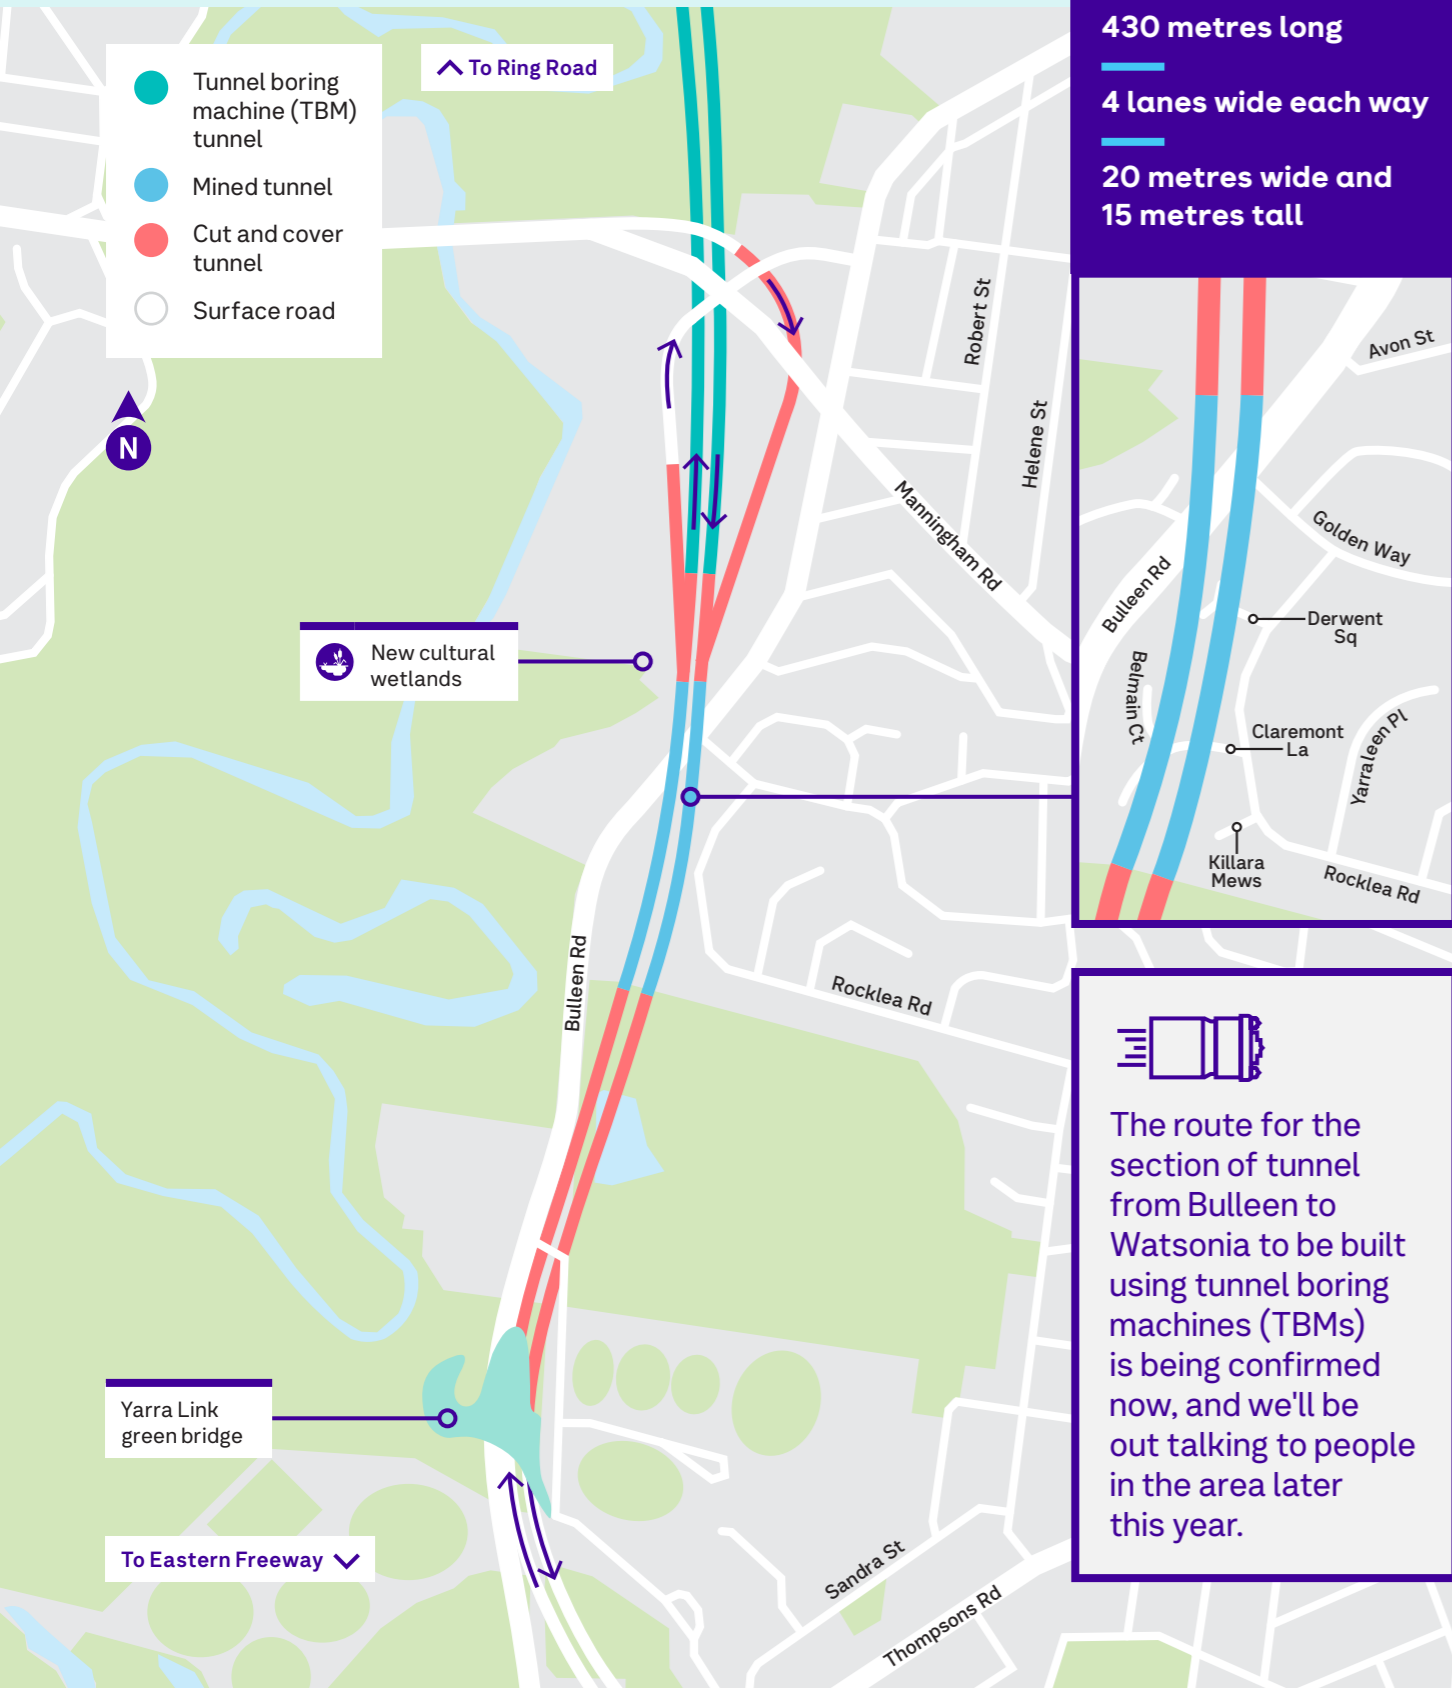 Tunnel boring
machine (TBM)
tunnel
Mined tunnel
Cut and cover
tunnel
Surface road
N
To Ring Road
430 metres long
4 lanes wide each way
20 metres wide and
15 metres tall
Robert St
Helene St
Manningham Rd
New cultural
wetlands
Bulleen Rd
Rocklea Rd
Avon St
Golden Way
Bulleen Rd
Derwent
Sq
Belmain Ct
Claremont
La
Yarraleen Pl
Killara
Mews
Rocklea Rd
The route for the
section of tunnel
from Bulleen to
Watsonia to be built
using tunnel boring
machines (TBMs)
is being confirmed
now, and we'll be
out talking to people
in the area later
this year.
Yarra Link
green bridge
To Eastern Freeway
Sandra St
Thompsons Rd